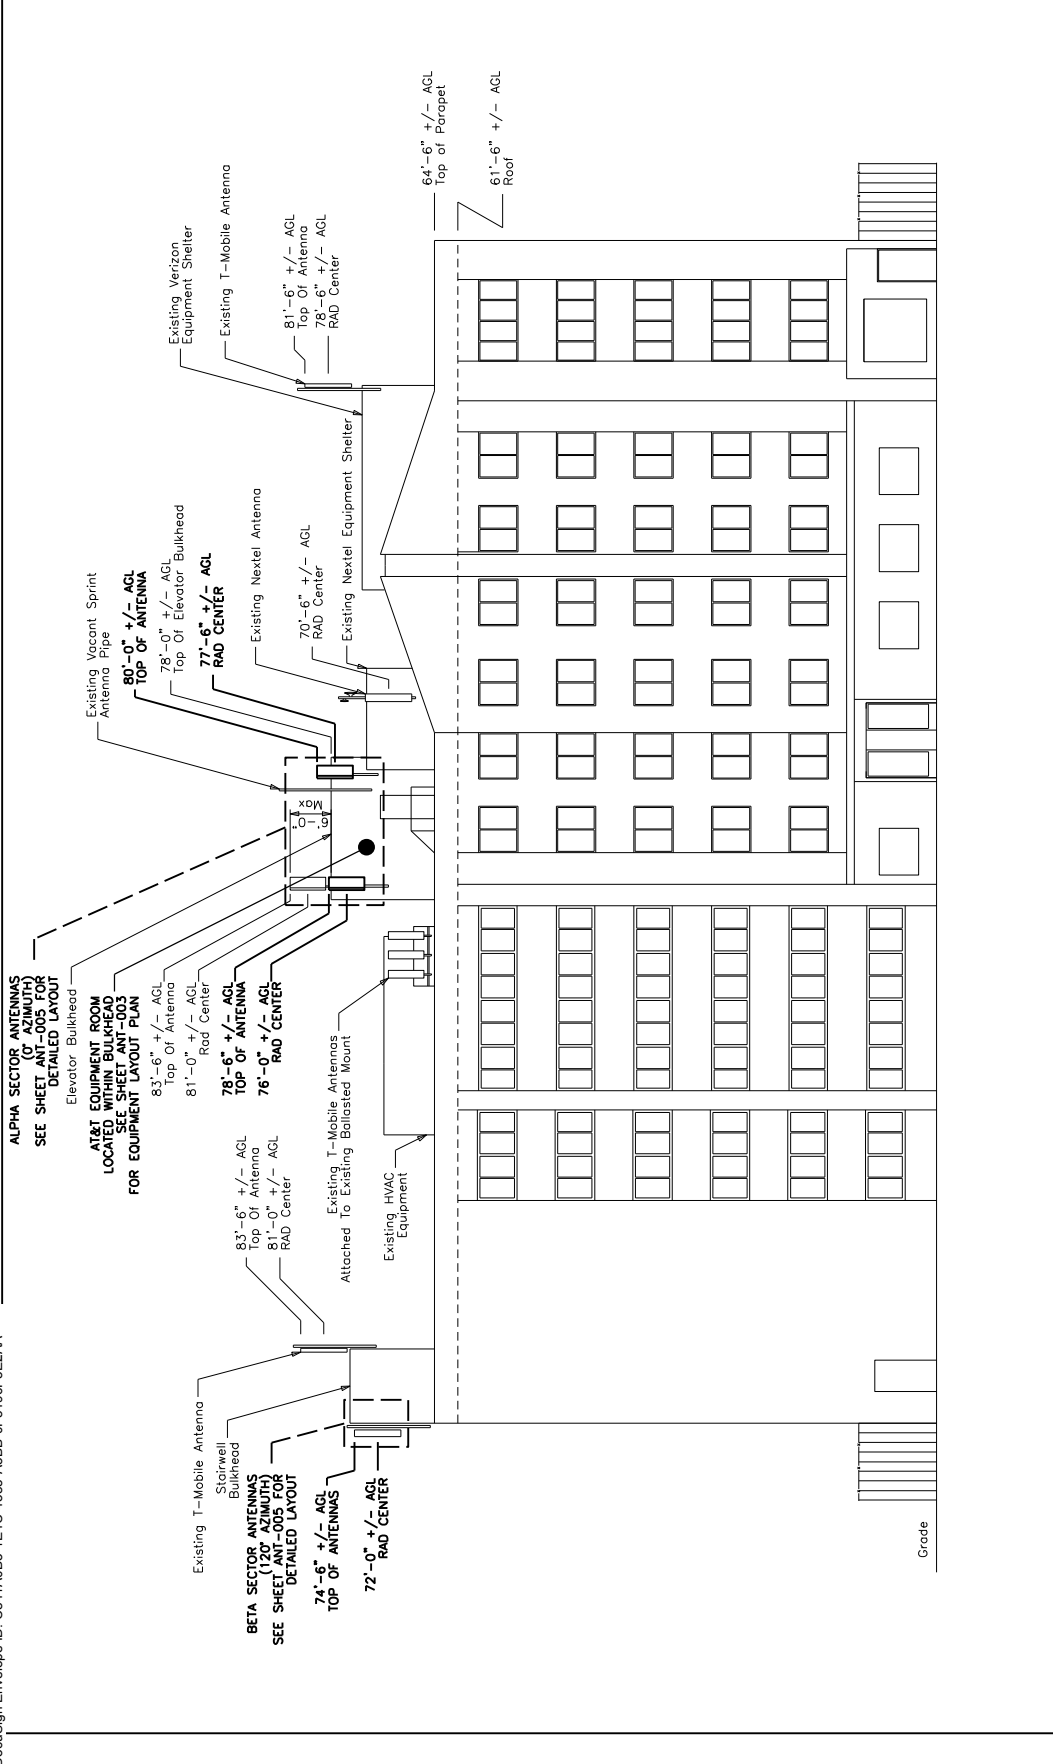 ALPHA SECTOR ANTENNAS
(0° AZIMUTH)
SEE SHEET ANT-005 FOR
DETAILED LAYOUT
Elevator Bulkhead
AT&T EQUIPMENT ROOM
LOCATED WITHIN BULKHEAD
SEE SHEET ANT-003
FOR EQUIPMENT LAYOUT PLAN
83'-6" +/- AGL
Top Of Antenna
81'-0" +/- AGL
Rad Center
78'-6" +/- AGL
TOP OF ANTENNA
76'-0" +/- AGL
RAD CENTER
6'-0"
Max
Existing Vacant Sprint
Antenna Pipe
80'-0" +/- AGL
TOP OF ANTENNA
78'-0" +/- AGL
Top Of Elevator Bulkhead
77'-6" +/- AGL
RAD CENTER
Existing Nextel Antenna
70'-6" +/- AGL
RAD Center
Existing Nextel Equipment Shelter
Existing Verizon
Equipment Shelter
Existing T-Mobile Antenna
81'-6" +/- AGL
Top Of Antenna
78'-6" +/- AGL
RAD Center
64'-6" +/- AGL
Top of Parapet
61'-6" +/- AGL
Roof
83'-6" +/- AGL
Top Of Antenna
81'-0" +/- AGL
RAD Center
Existing T-Mobile Antennas
Attached To Existing Ballasted Mount
Existing HVAC
Equipment
Existing T-Mobile Antenna
Stairwell
Bulkhead
BETA SECTOR ANTENNAS
(120° AZIMUTH)
SEE SHEET ANT-005 FOR
DETAILED LAYOUT
74'-6" +/- AGL
TOP OF ANTENNAS
72'-0" +/- AGL
RAD CENTER
Grade